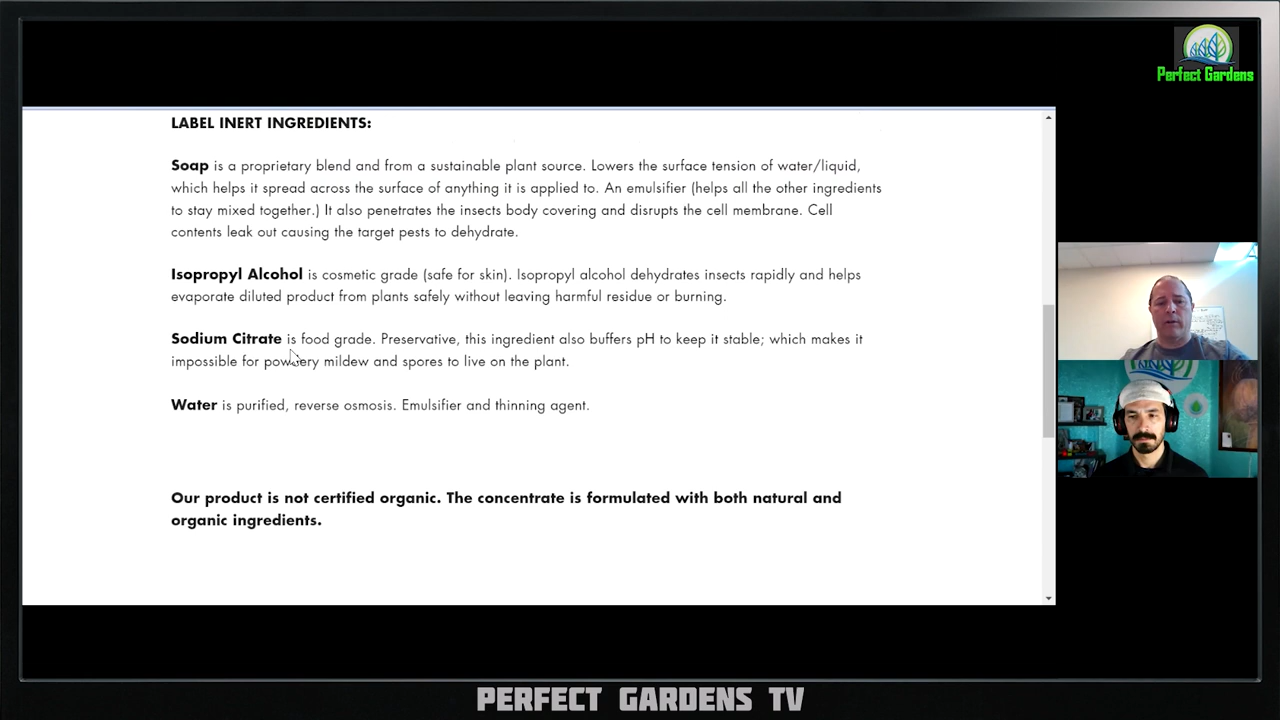 Perfect Gardens
LABEL INERT INGREDIENTS:
Soap is a proprietary blend and from a sustainable plant source. Lowers the surface tension of water/liquid,
which helps it spread across the surface of anything it is applied to. An emulsifier (helps all the other ingredients
to stay mixed together.) It also penetrates the insects body covering and disrupts the cell membrane. Cell
contents leak out causing the target pests to dehydrate.
Isopropyl Alcohol is cosmetic grade (safe for skin). Isopropyl alcohol dehydrates insects rapidly and helps
evaporate diluted product from plants safely without leaving harmful residue or burning.
Sodium Citrate is food grade. Preservative, this ingredient also buffers pH to keep it stable; which makes it
impossible for powdery mildew and spores to live on the plant.
Water is purified, reverse osmosis. Emulsifier and thinning agent.
Our product is not certified organic. The concentrate is formulated with both natural and
organic ingredients.
PERFECT GARDENS TV